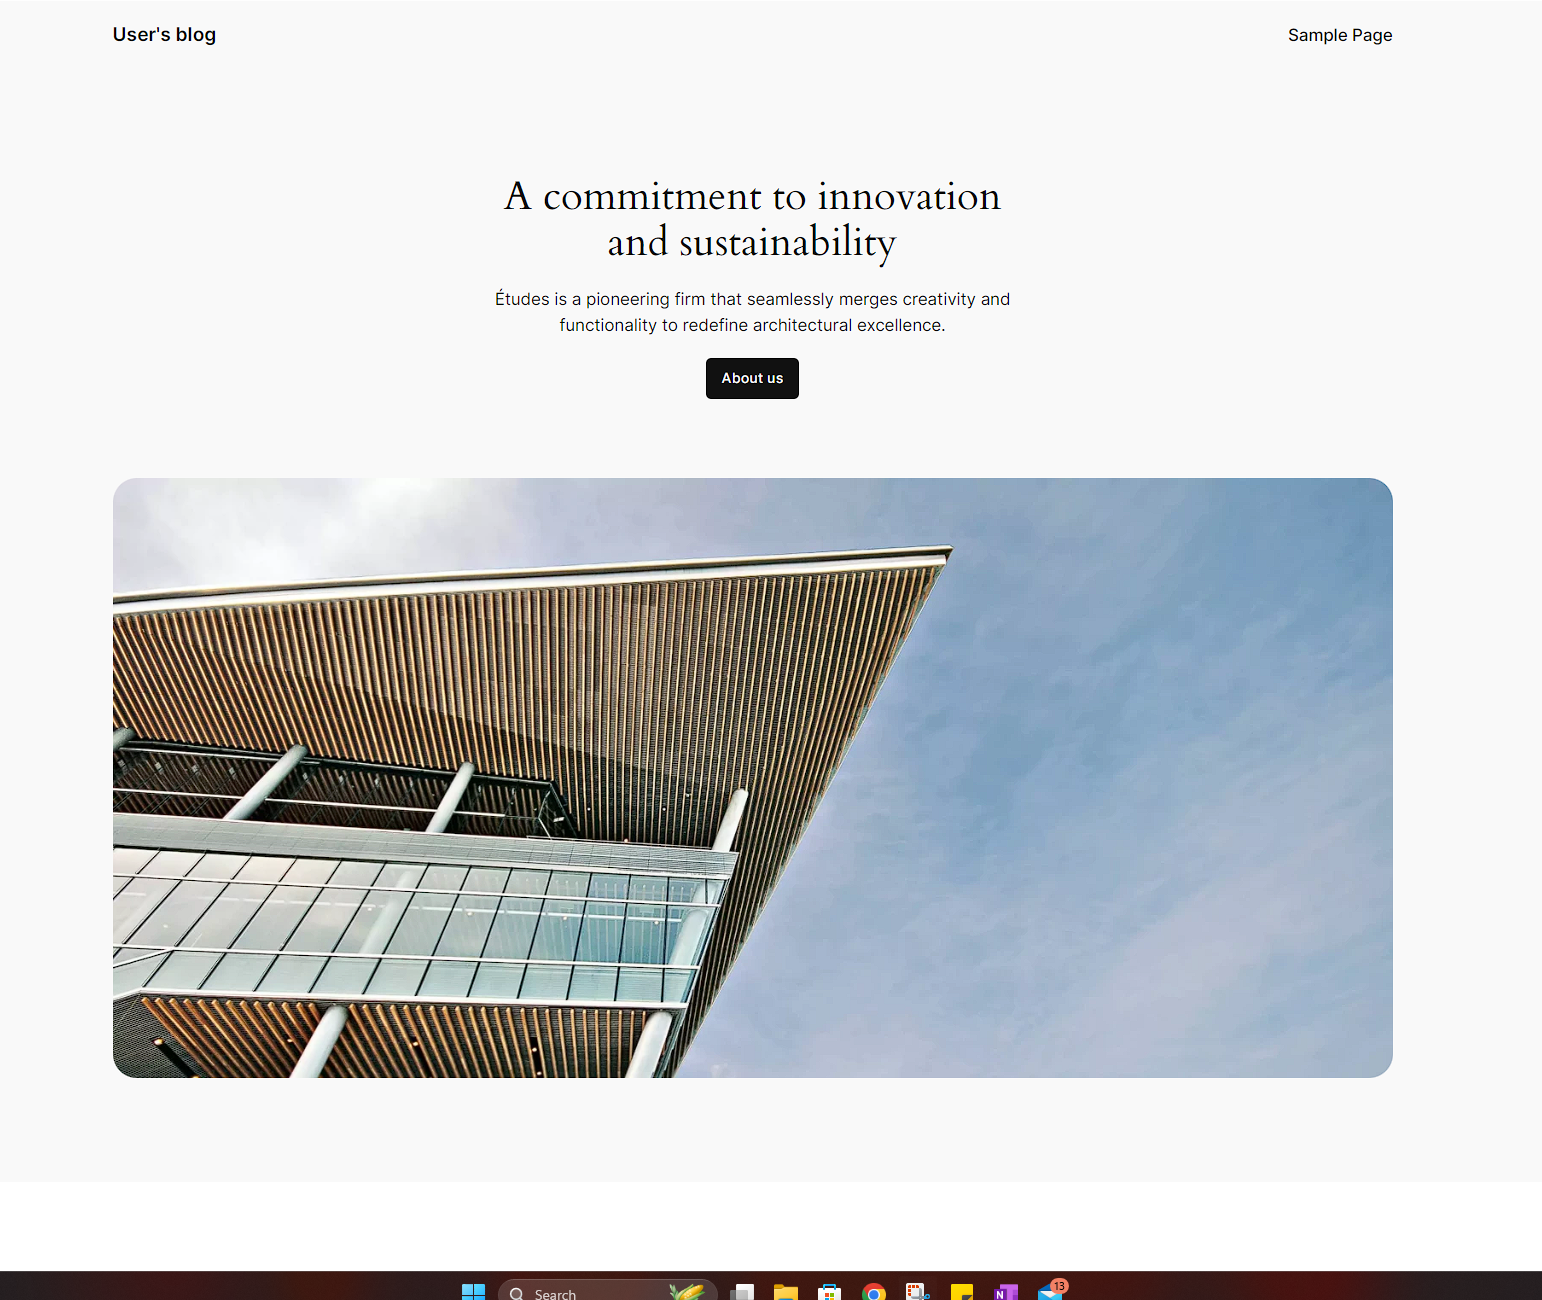 User's blog
Sample Page
A commitment to innovation
and sustainability
Études is a pioneering firm that seamlessly merges creativity and
functionality to redefine architectural excellence.
About us
Search
N
13